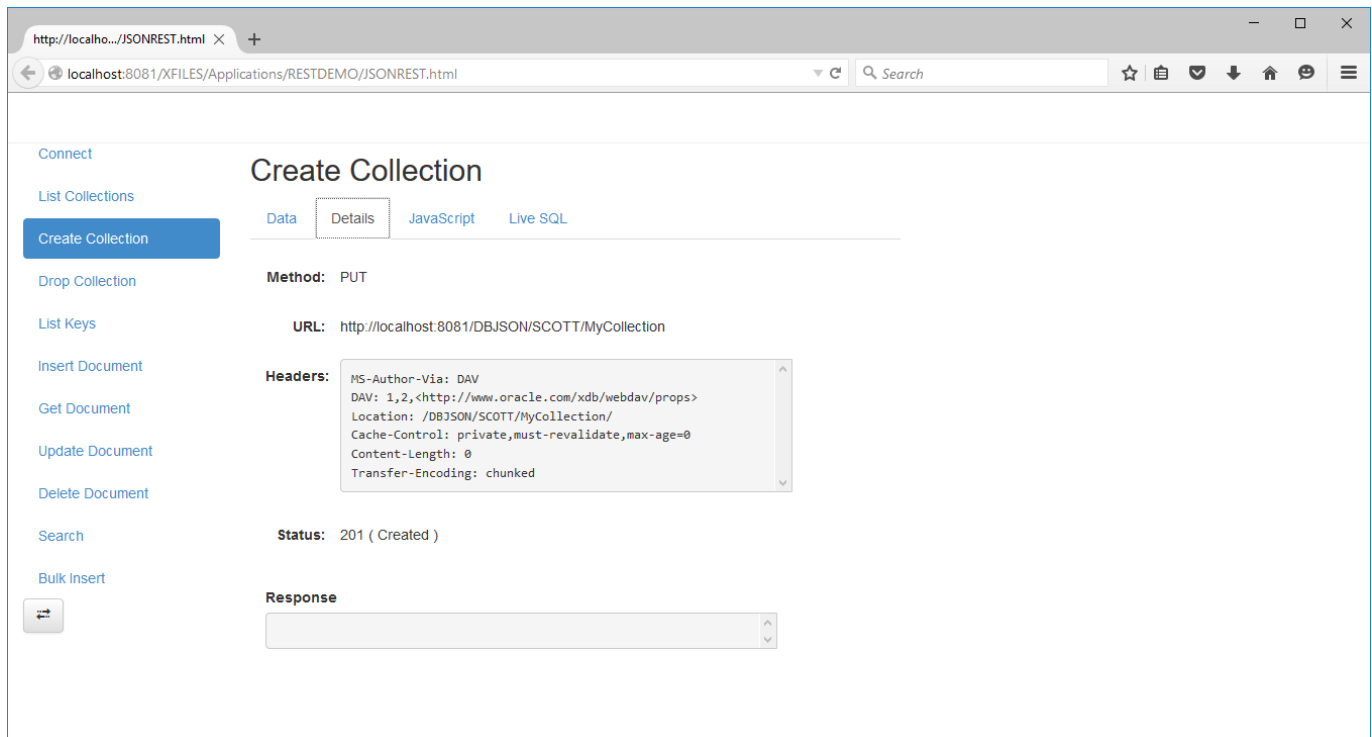 http://localho.../JSONREST.html
localhost:8081/XFILES/Applications/RESTDEMO/JSONREST.html
Search
Connect
List Collections
Create Collection
Drop Collection
List Keys
Insert Document
Get Document
Update Document
Delete Document
Search
Bulk Insert
Create Collection
Data Details JavaScript Live SQL
Method: PUT
URL: http://localhost:8081/DBJSON/SCOTT/MyCollection
Headers:
MS-Author-Via: DAV
DAV: 1,2,<http://www.oracle.com/xdb/webdav/props>
Location: /DBJSON/SCOTT/MyCollection/
Cache-Control: private,must-revalidate,max-age=0
Content-Length: 0
Transfer-Encoding: chunked
Status: 201 ( Created )
Response